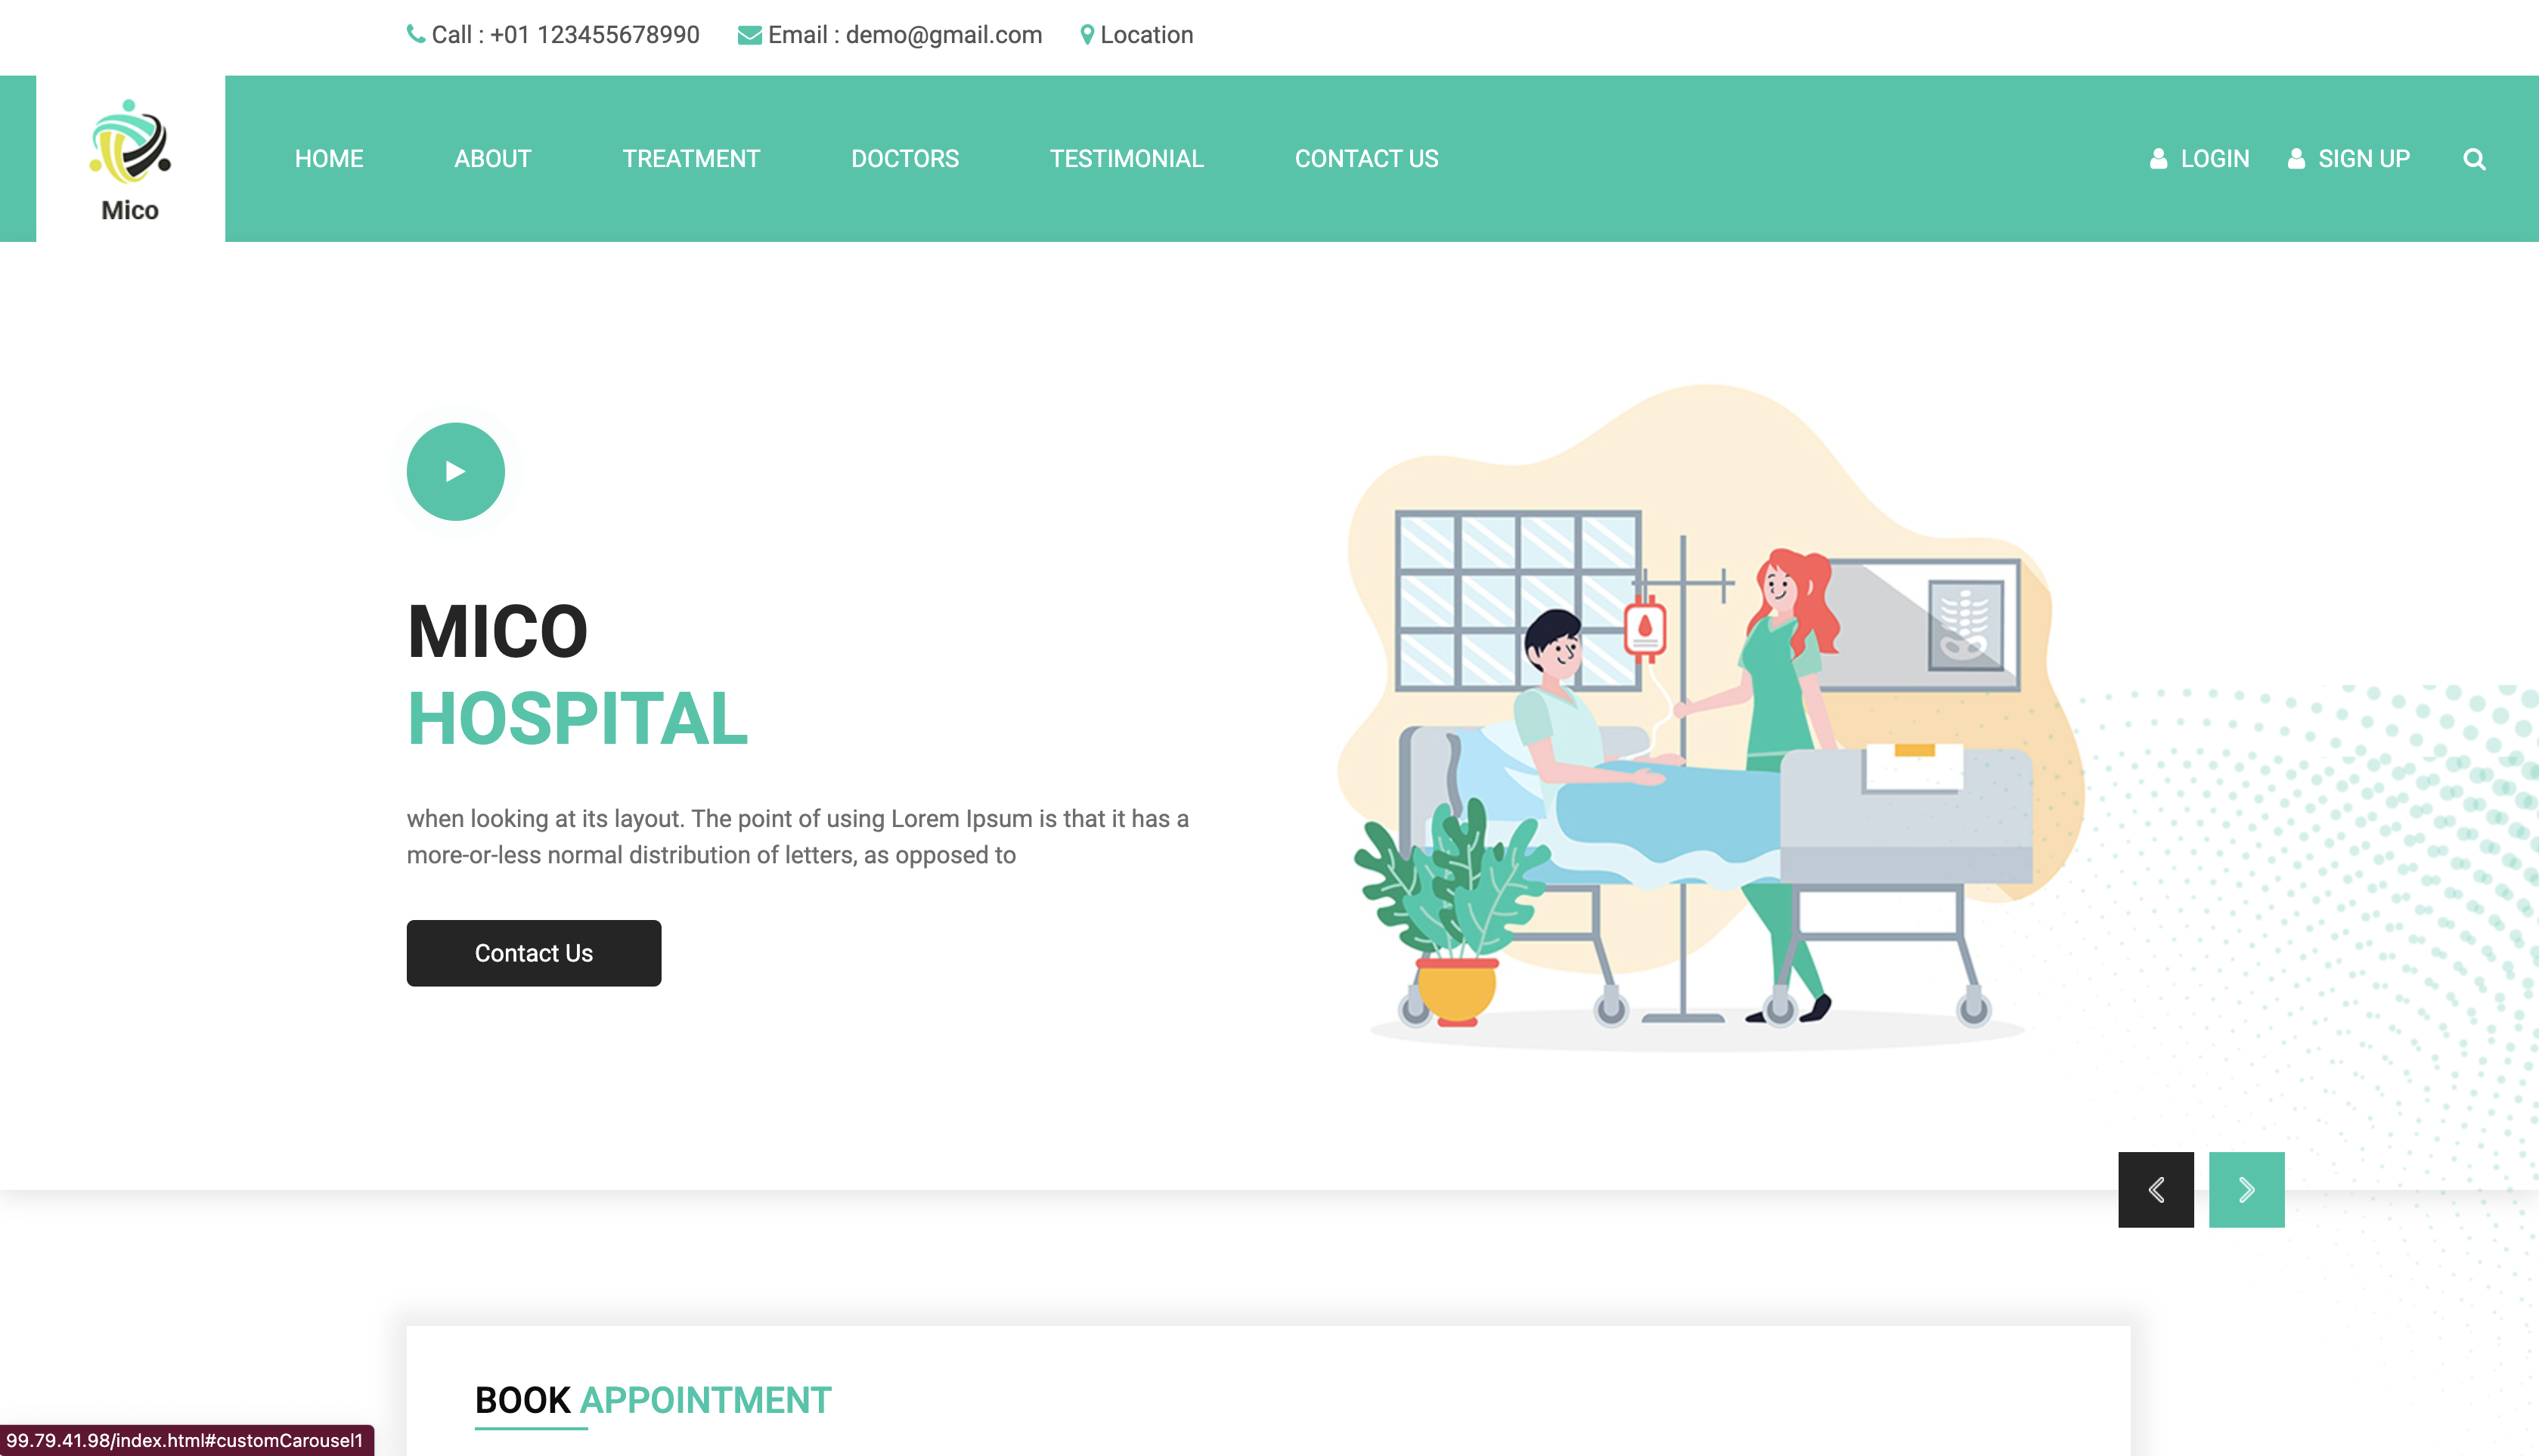 Call : +01 123455678990 Email : demo@gmail.com Location
Mico
HOME ABOUT TREATMENT DOCTORS TESTIMONIAL CONTACT US LOGIN SIGN UP
MICO
HOSPITAL
when looking at its layout. The point of using Lorem Ipsum is that it has a
more-or-less normal distribution of letters, as opposed to
Contact Us
BOOK APPOINTMENT
99.79.41.98/index.html#customCarousel1